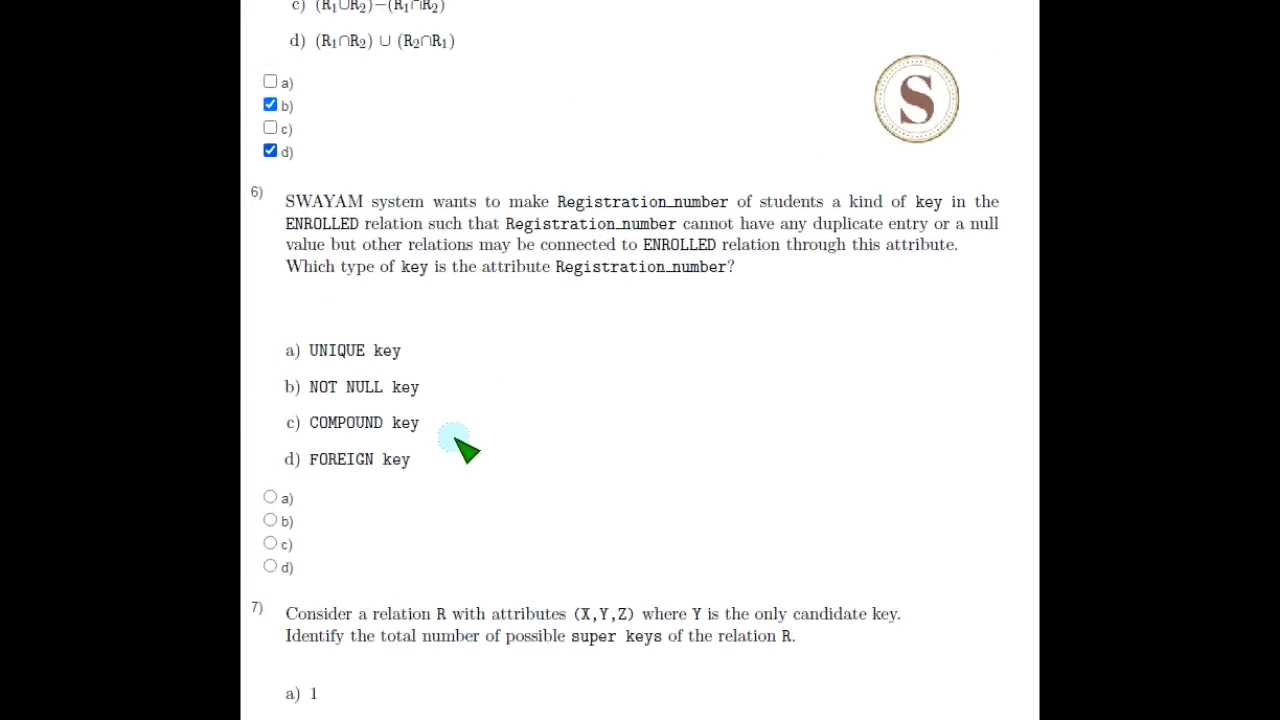 c) (R₁∪R₂)−(R₁∩R₂)
d) (R₁∩R₂) ∪ (R₂∩R₁)
a)
b)
c)
d)
S
6) SWAYAM system wants to make Registration_number of students a kind of key in the
ENROLLED relation such that Registration_number cannot have any duplicate entry or a null
value but other relations may be connected to ENROLLED relation through this attribute.
Which type of key is the attribute Registration_number?
a) UNIQUE key
b) NOT NULL key
c) COMPOUND key
d) FOREIGN key
a)
b)
c)
d)
7) Consider a relation R with attributes (X,Y,Z) where Y is the only candidate key.
Identify the total number of possible super keys of the relation R.
a) 1